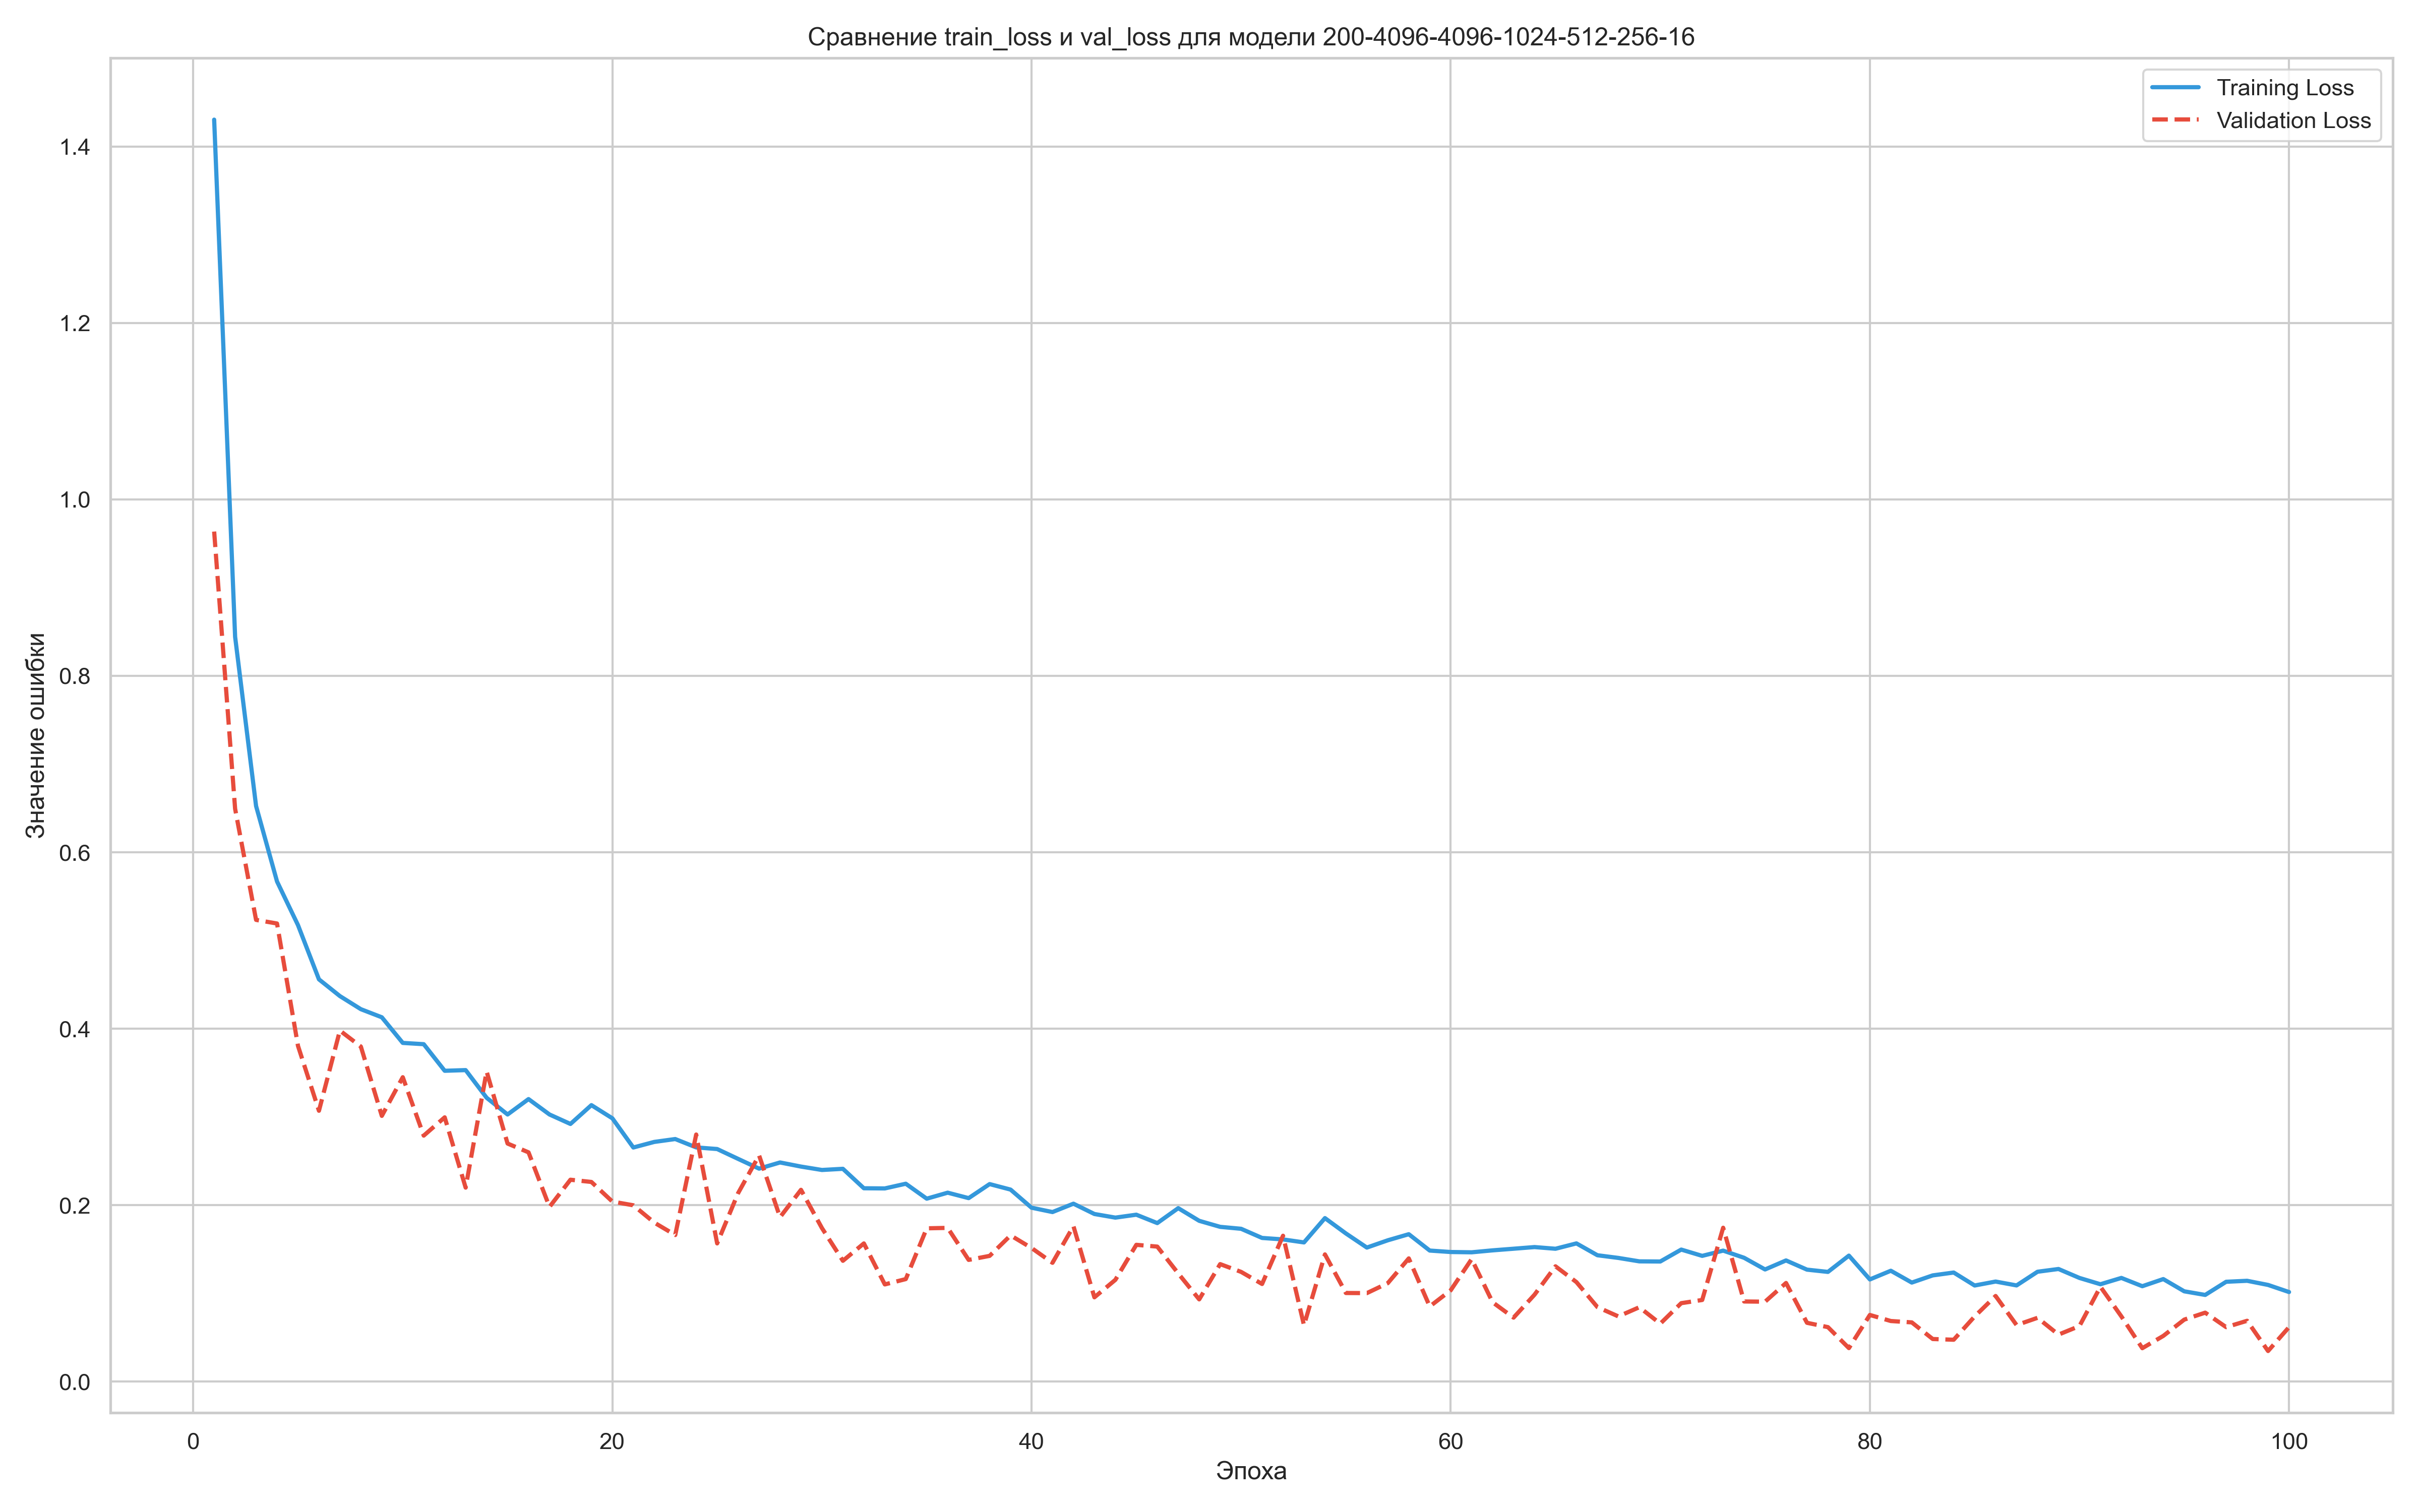 Сравнение train_loss и val_loss для модели 200-4096-4096-1024-512-256-16
Training Loss
Validation Loss
Значение ошибки
1.4
1.2
1.0
0.8
0.6
0.4
0.2
0.0
0 20 40 60 80 100
Эпоха